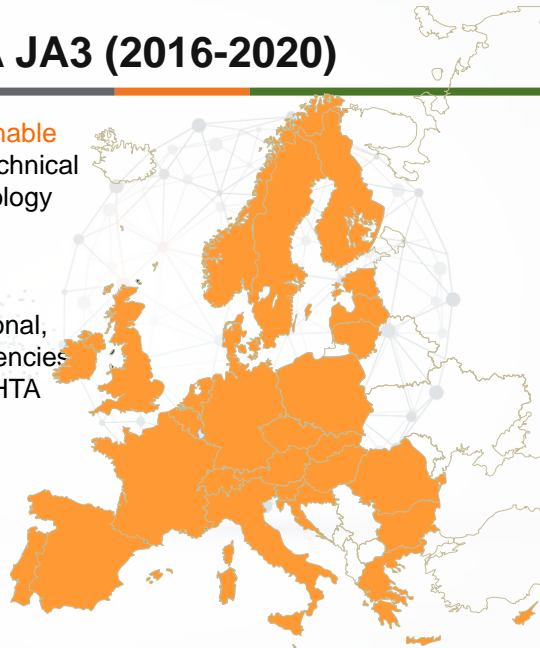 A JA3 (2016-2020)
nable
chnical
ology
onal,
encies
HTA